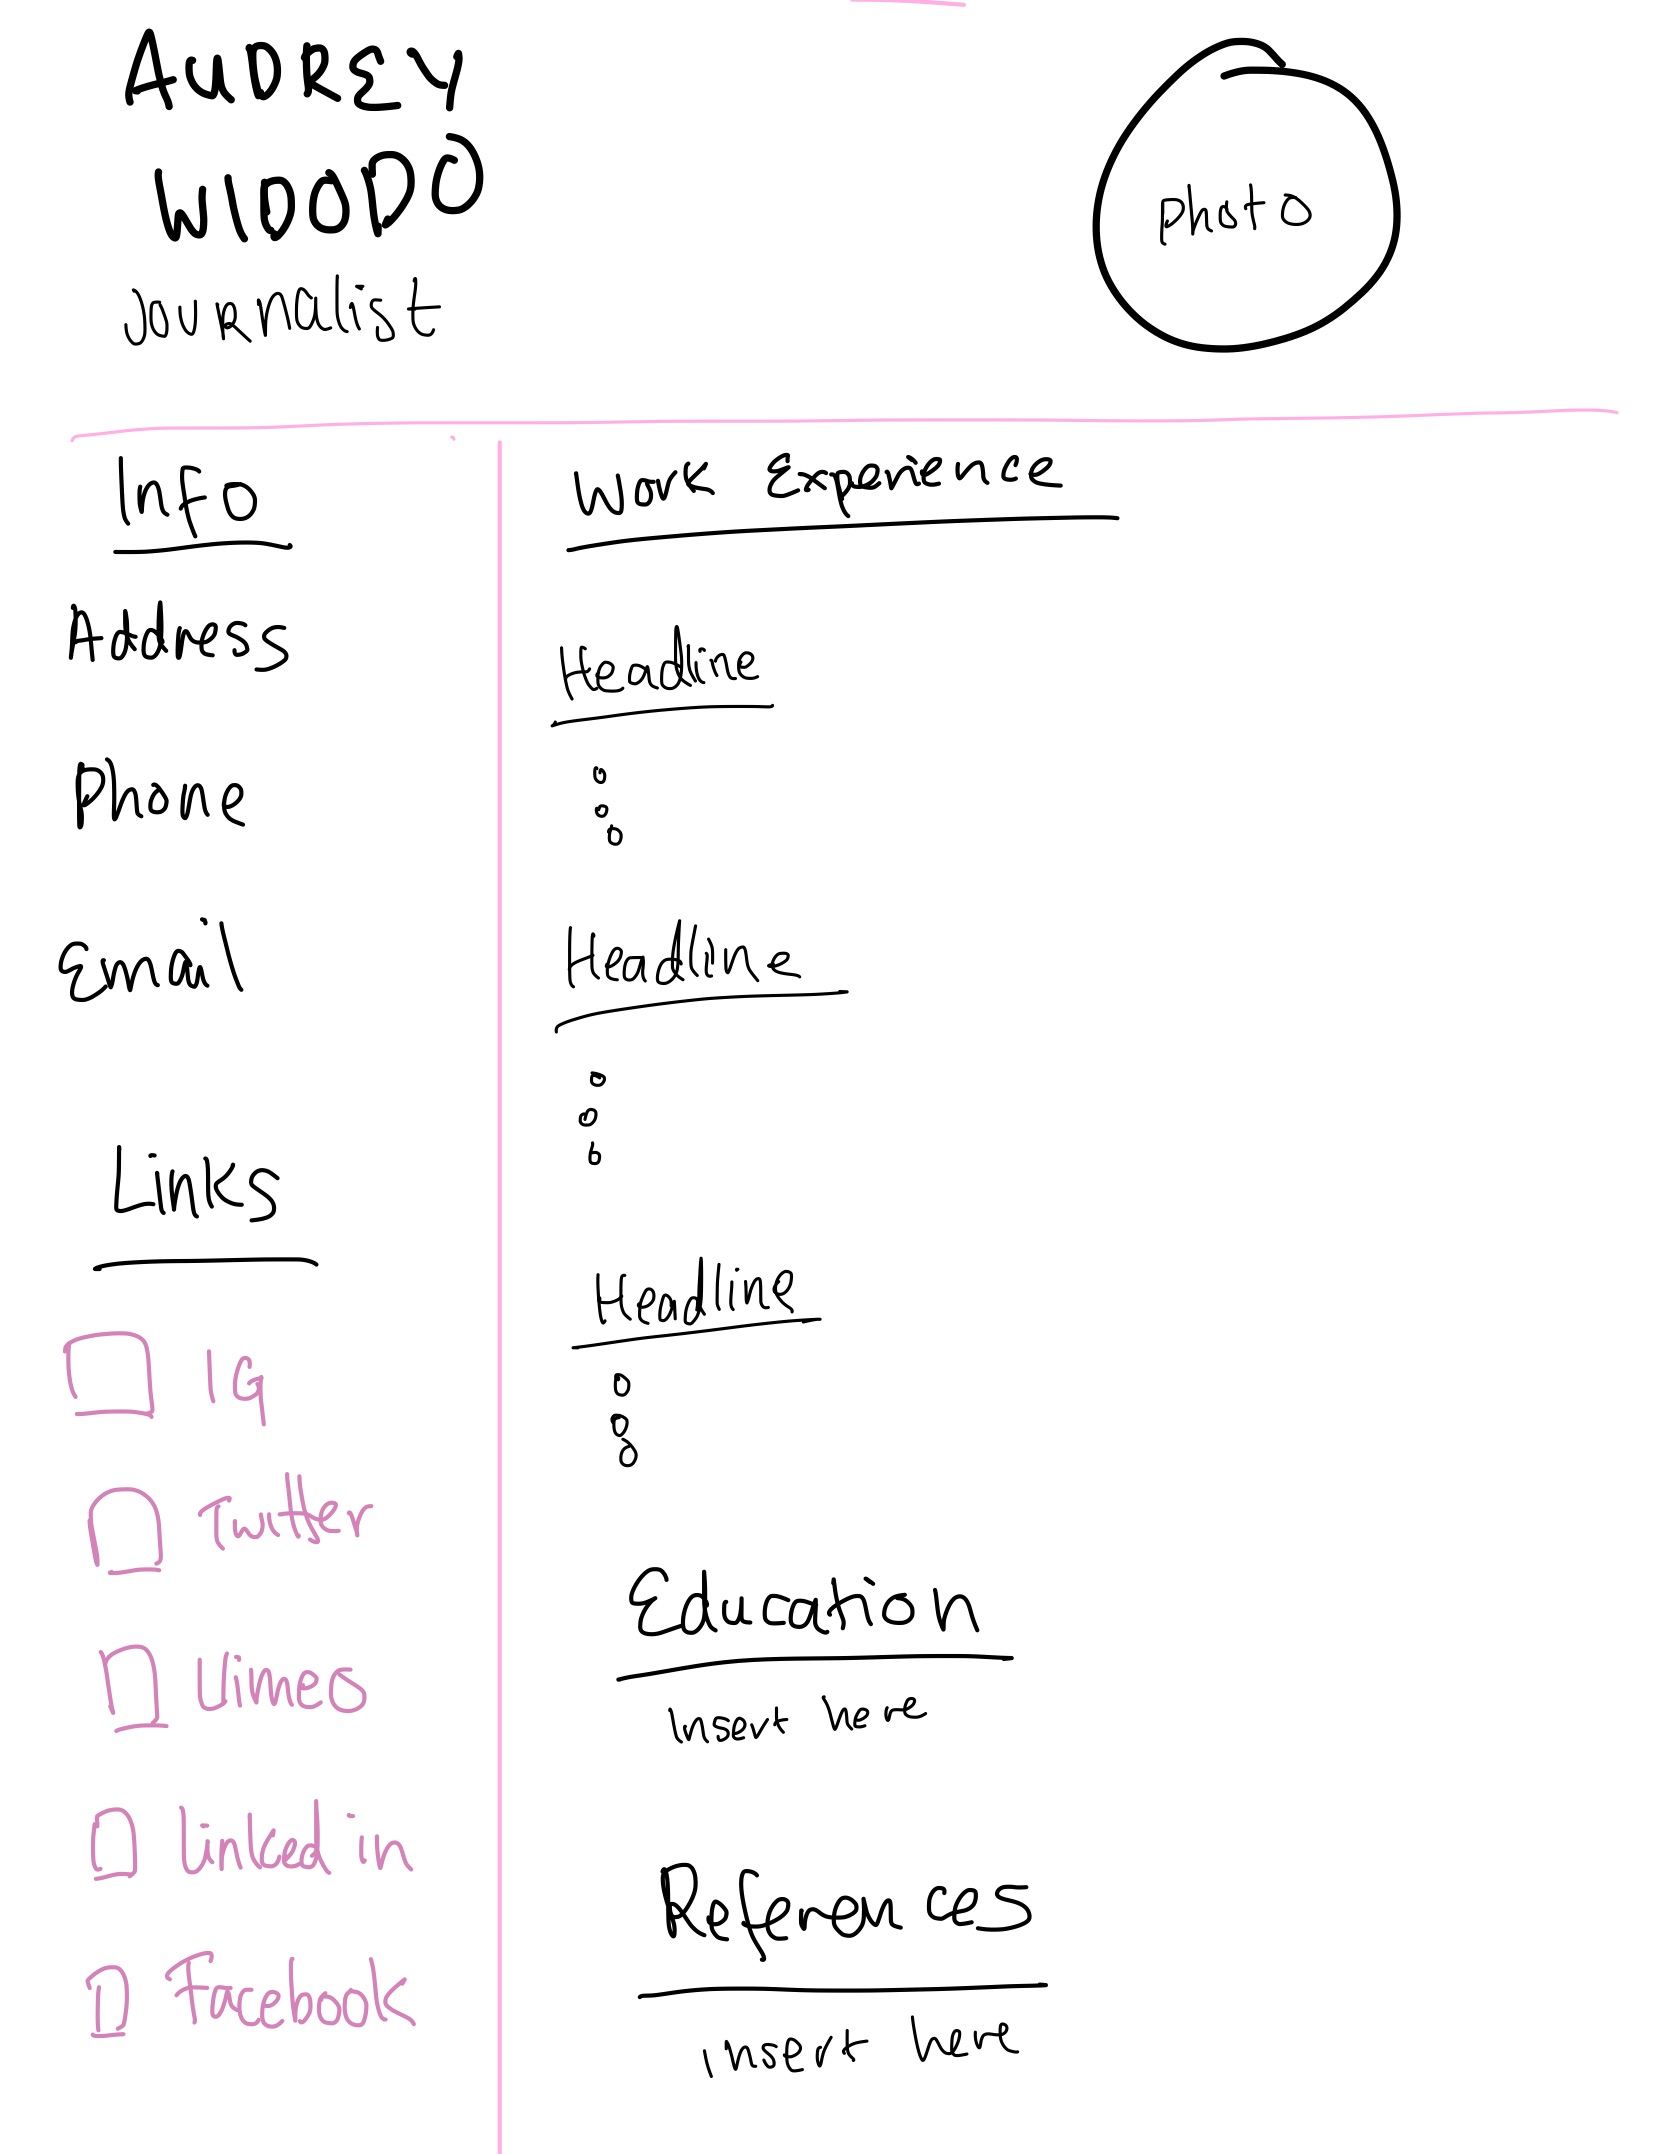 AUDREY
WIDODO
Journalist
photo
Info
Address
Phone
Email
Links
IG
Twitter
Vimeo
linked in
Facebook
Work Experience
Headline
Headline
Headline
Education
Insert here
References
insert here